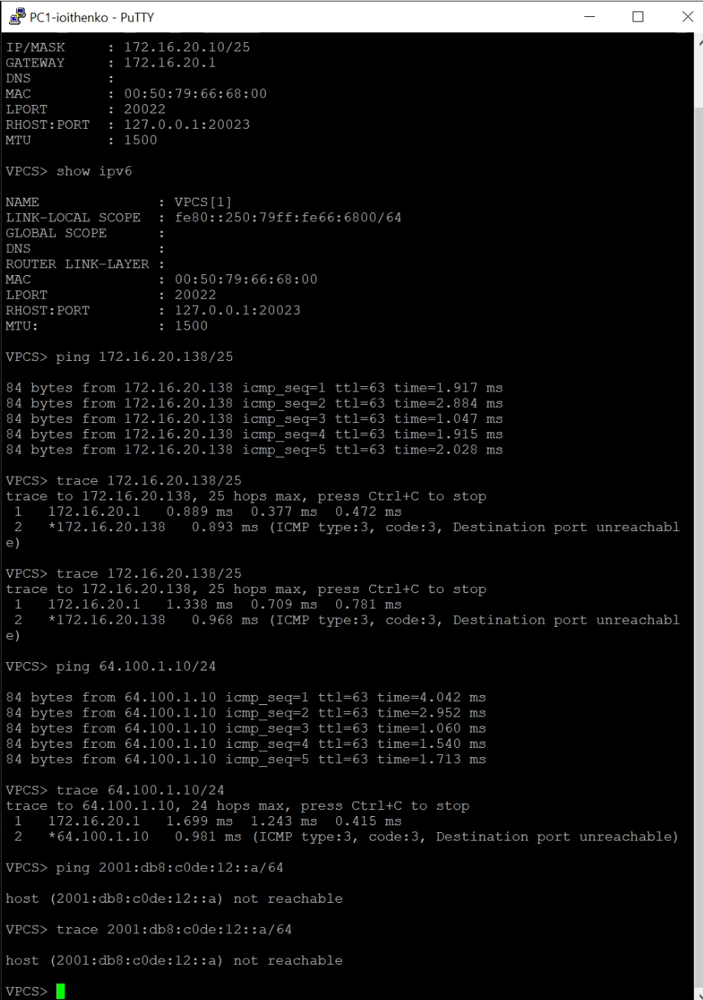 PC1-ioithenko - PuTTY
IP/MASK     : 172.16.20.10/25
GATEWAY     : 172.16.20.1
DNS         :
MAC         : 00:50:79:66:68:00
LPORT       : 20022
RHOST:PORT  : 127.0.0.1:20023
MTU         : 1500
VPCS> show ipv6
NAME              : VPCS[1]
LINK-LOCAL SCOPE  : fe80::250:79ff:fe66:6800/64
GLOBAL SCOPE      :
DNS               :
ROUTER LINK-LAYER :
MAC               : 00:50:79:66:68:00
LPORT             : 20022
RHOST:PORT        : 127.0.0.1:20023
MTU:              : 1500
VPCS> ping 172.16.20.138/25
84 bytes from 172.16.20.138 icmp_seq=1 ttl=63 time=1.917 ms
84 bytes from 172.16.20.138 icmp_seq=2 ttl=63 time=2.884 ms
84 bytes from 172.16.20.138 icmp_seq=3 ttl=63 time=1.047 ms
84 bytes from 172.16.20.138 icmp_seq=4 ttl=63 time=1.915 ms
84 bytes from 172.16.20.138 icmp_seq=5 ttl=63 time=2.028 ms
VPCS> trace 172.16.20.138/25
trace to 172.16.20.138, 25 hops max, press Ctrl+C to stop
 1   172.16.20.1   0.889 ms  0.377 ms  0.472 ms
 2   *172.16.20.138   0.893 ms (ICMP type:3, code:3, Destination port unreachabl
e)
VPCS> trace 172.16.20.138/25
trace to 172.16.20.138, 25 hops max, press Ctrl+C to stop
 1   172.16.20.1   1.338 ms  0.709 ms  0.781 ms
 2   *172.16.20.138   0.968 ms (ICMP type:3, code:3, Destination port unreachabl
e)
VPCS> ping 64.100.1.10/24
84 bytes from 64.100.1.10 icmp_seq=1 ttl=63 time=4.042 ms
84 bytes from 64.100.1.10 icmp_seq=2 ttl=63 time=2.952 ms
84 bytes from 64.100.1.10 icmp_seq=3 ttl=63 time=1.060 ms
84 bytes from 64.100.1.10 icmp_seq=4 ttl=63 time=1.540 ms
84 bytes from 64.100.1.10 icmp_seq=5 ttl=63 time=1.713 ms
VPCS> trace 64.100.1.10/24
trace to 64.100.1.10, 24 hops max, press Ctrl+C to stop
 1   172.16.20.1   1.699 ms  1.243 ms  0.415 ms
 2   *64.100.1.10   0.981 ms (ICMP type:3, code:3, Destination port unreachable)
VPCS> ping 2001:db8:c0de:12::a/64
host (2001:db8:c0de:12::a) not reachable
VPCS> trace 2001:db8:c0de:12::a/64
host (2001:db8:c0de:12::a) not reachable
VPCS>